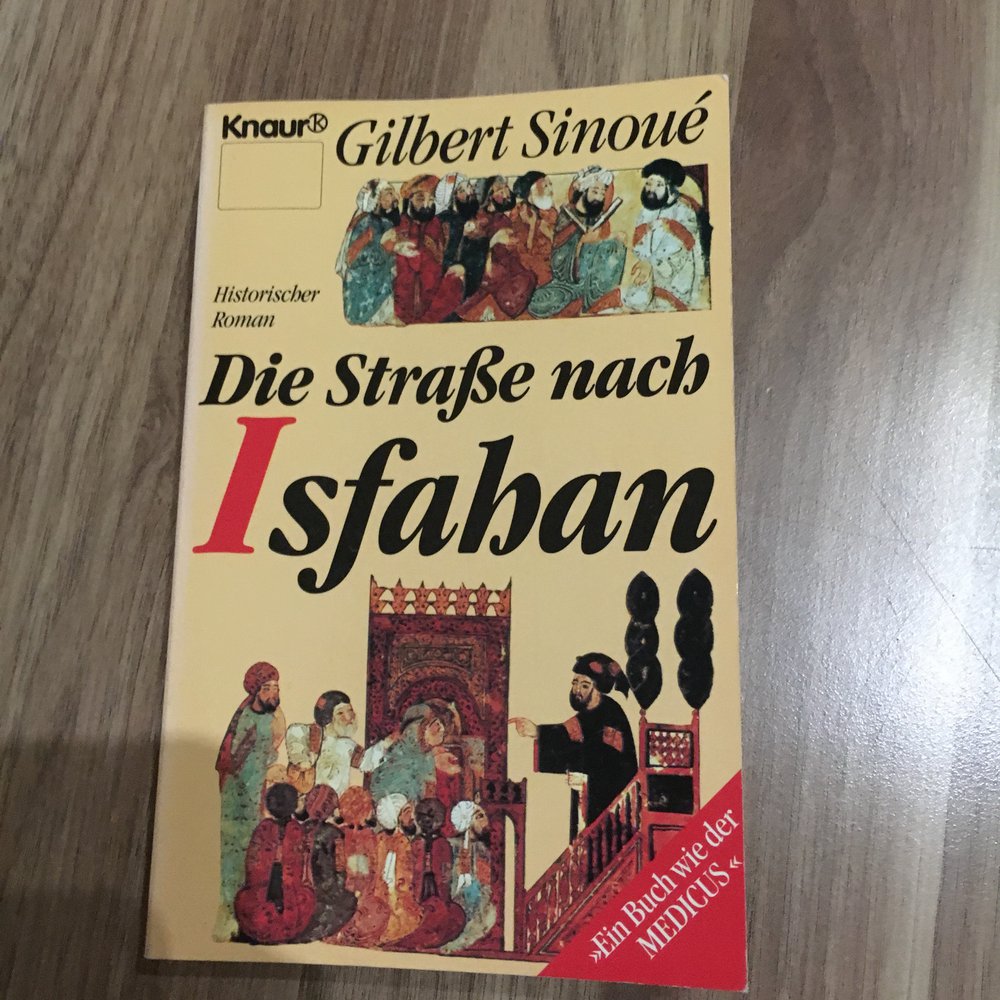 Knaur K
Gilbert Sinoué
Historischer
Roman
Die Straße nach
Isfahan
»Ein Buch wie der
MEDICUS«